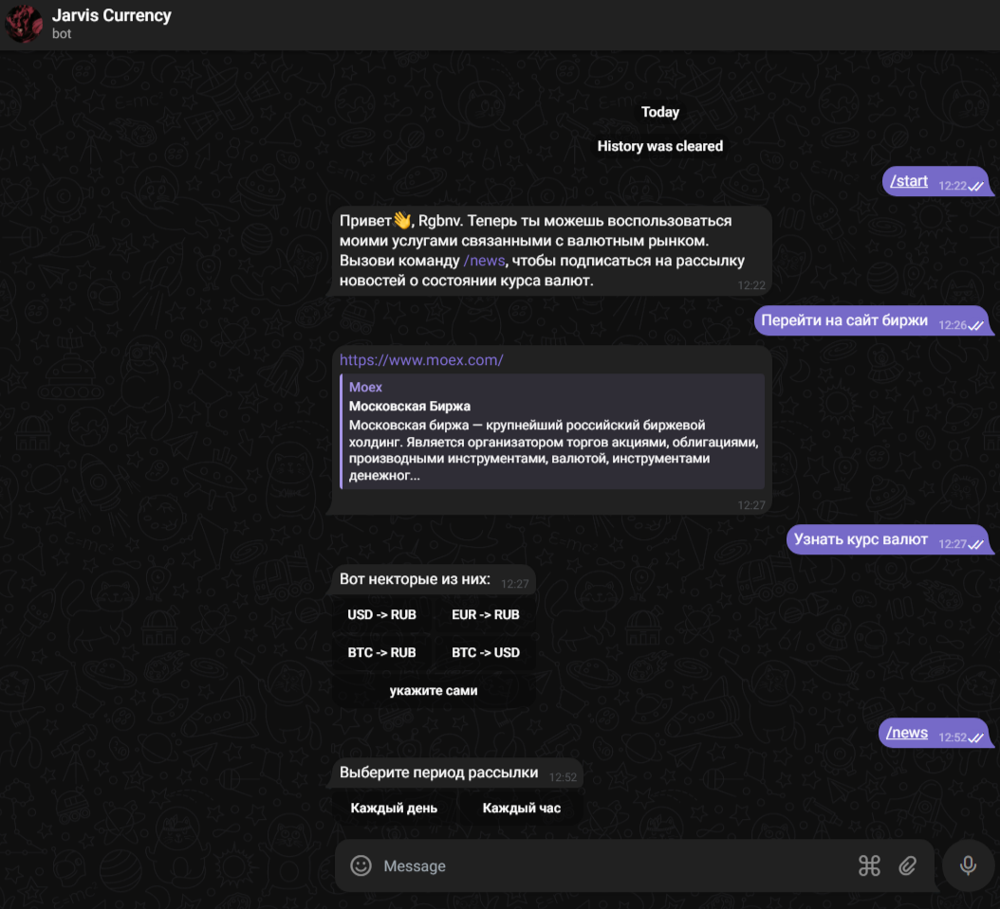 Jarvis Currency
bot
Today
History was cleared
/start 12:22
Привет👋, Rgbnv. Теперь ты можешь воспользоваться
моими услугами связанными с валютным рынком.
Вызови команду /news, чтобы подписаться на рассылку
новостей о состоянии курса валют.
12:22
Перейти на сайт биржи 12:26
https://www.moex.com/
Moex
Московская Биржа
Московская биржа — крупнейший российский биржевой
холдинг. Является организатором торгов акциями, облигациями,
производными инструментами, валютой, инструментами
денежног...
12:27
Узнать курс валют 12:27
Вот некторые из них: 12:27
USD -> RUB EUR -> RUB
BTC -> RUB BTC -> USD
укажите сами
/news 12:52
Выберите период рассылки 12:52
Каждый день Каждый час
Message